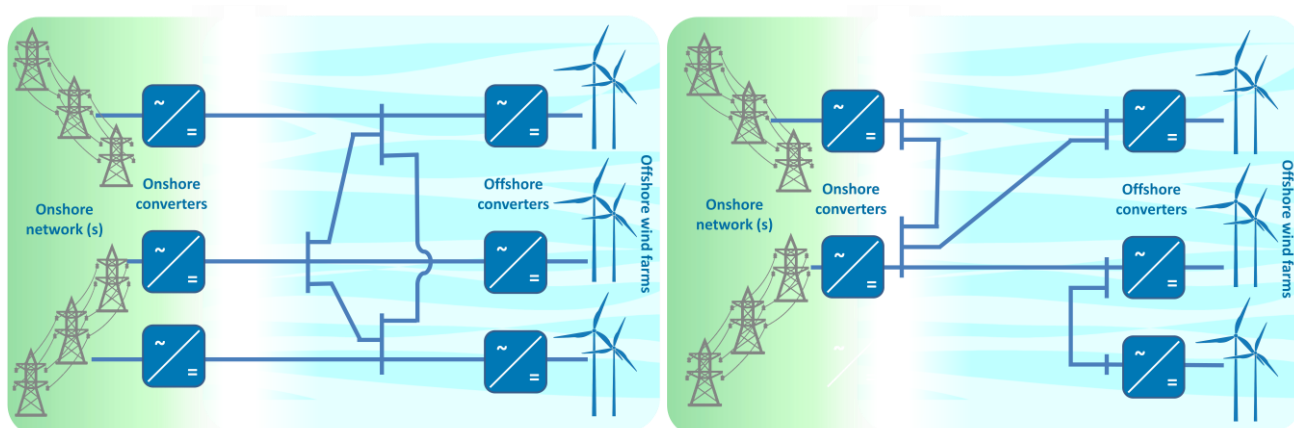 ~
=
~
=
Onshore
converters
Offshore
converters
Onshore
network (s)
Offshore wind farms
~
=
~
=
~
=
~
=
~
=
~
=
Onshore
converters
Offshore
converters
Onshore
network (s)
Offshore wind farms
~
=
~
=
~
=